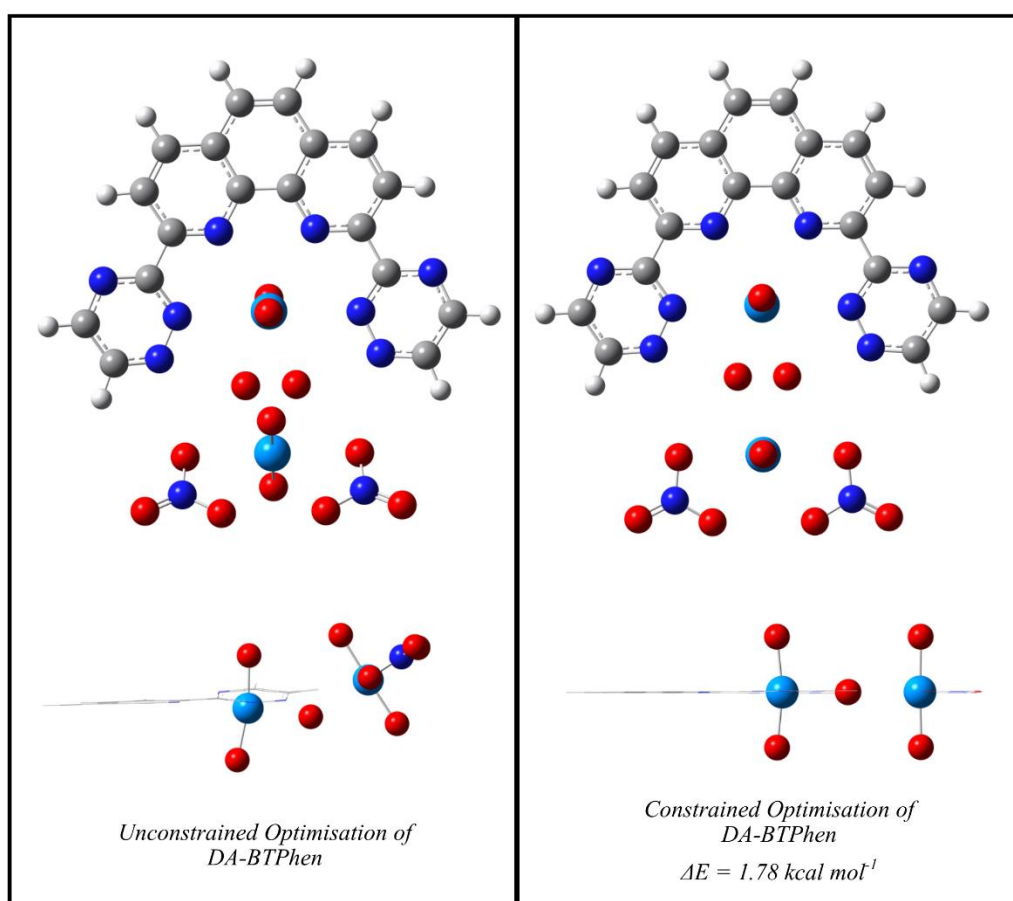 Unconstrained Optimisation of
DA-BTPhen
Constrained Optimisation of
DA-BTPhen
ΔE = 1.78 kcal mol⁻¹